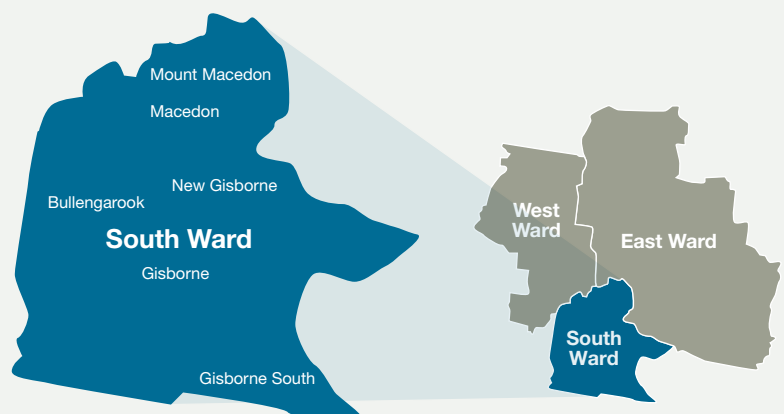 Mount Macedon
Macedon
New Gisborne
Bullengarook
South Ward
Gisborne
Gisborne South
West
Ward
East Ward
South
Ward